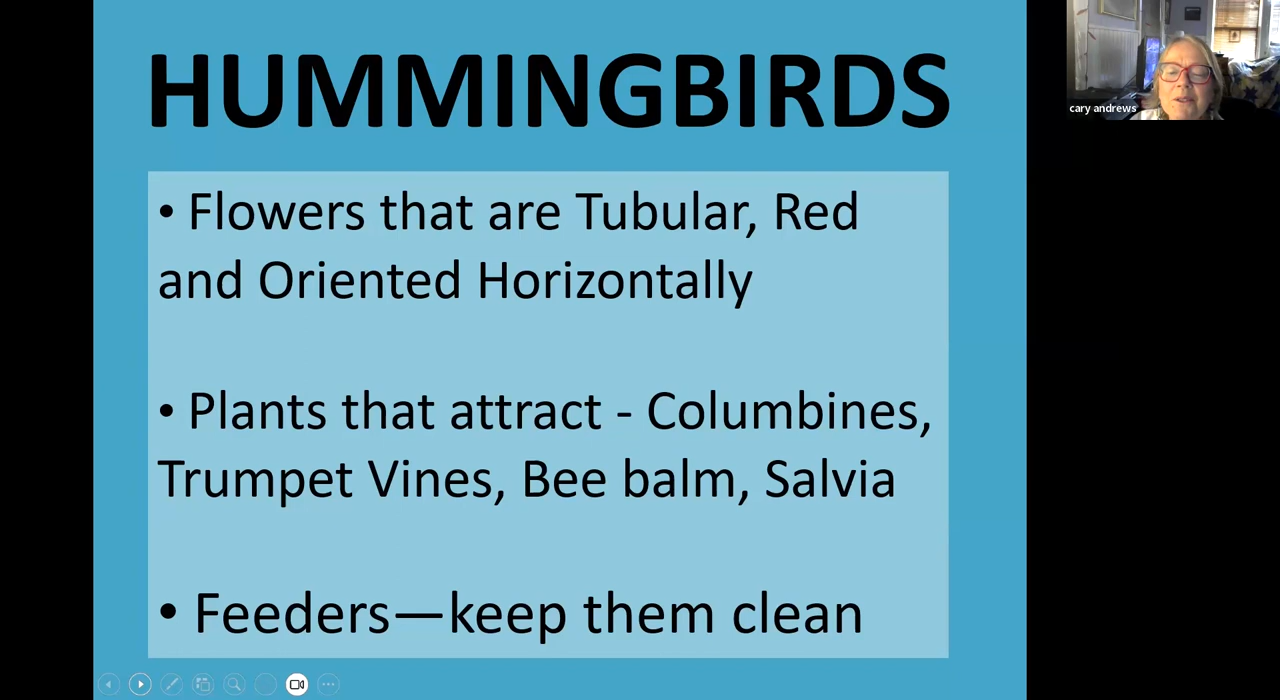 HUMMINGBIRDS
cary andrews
• Flowers that are Tubular, Red
and Oriented Horizontally
• Plants that attract - Columbines,
Trumpet Vines, Bee balm, Salvia
• Feeders—keep them clean